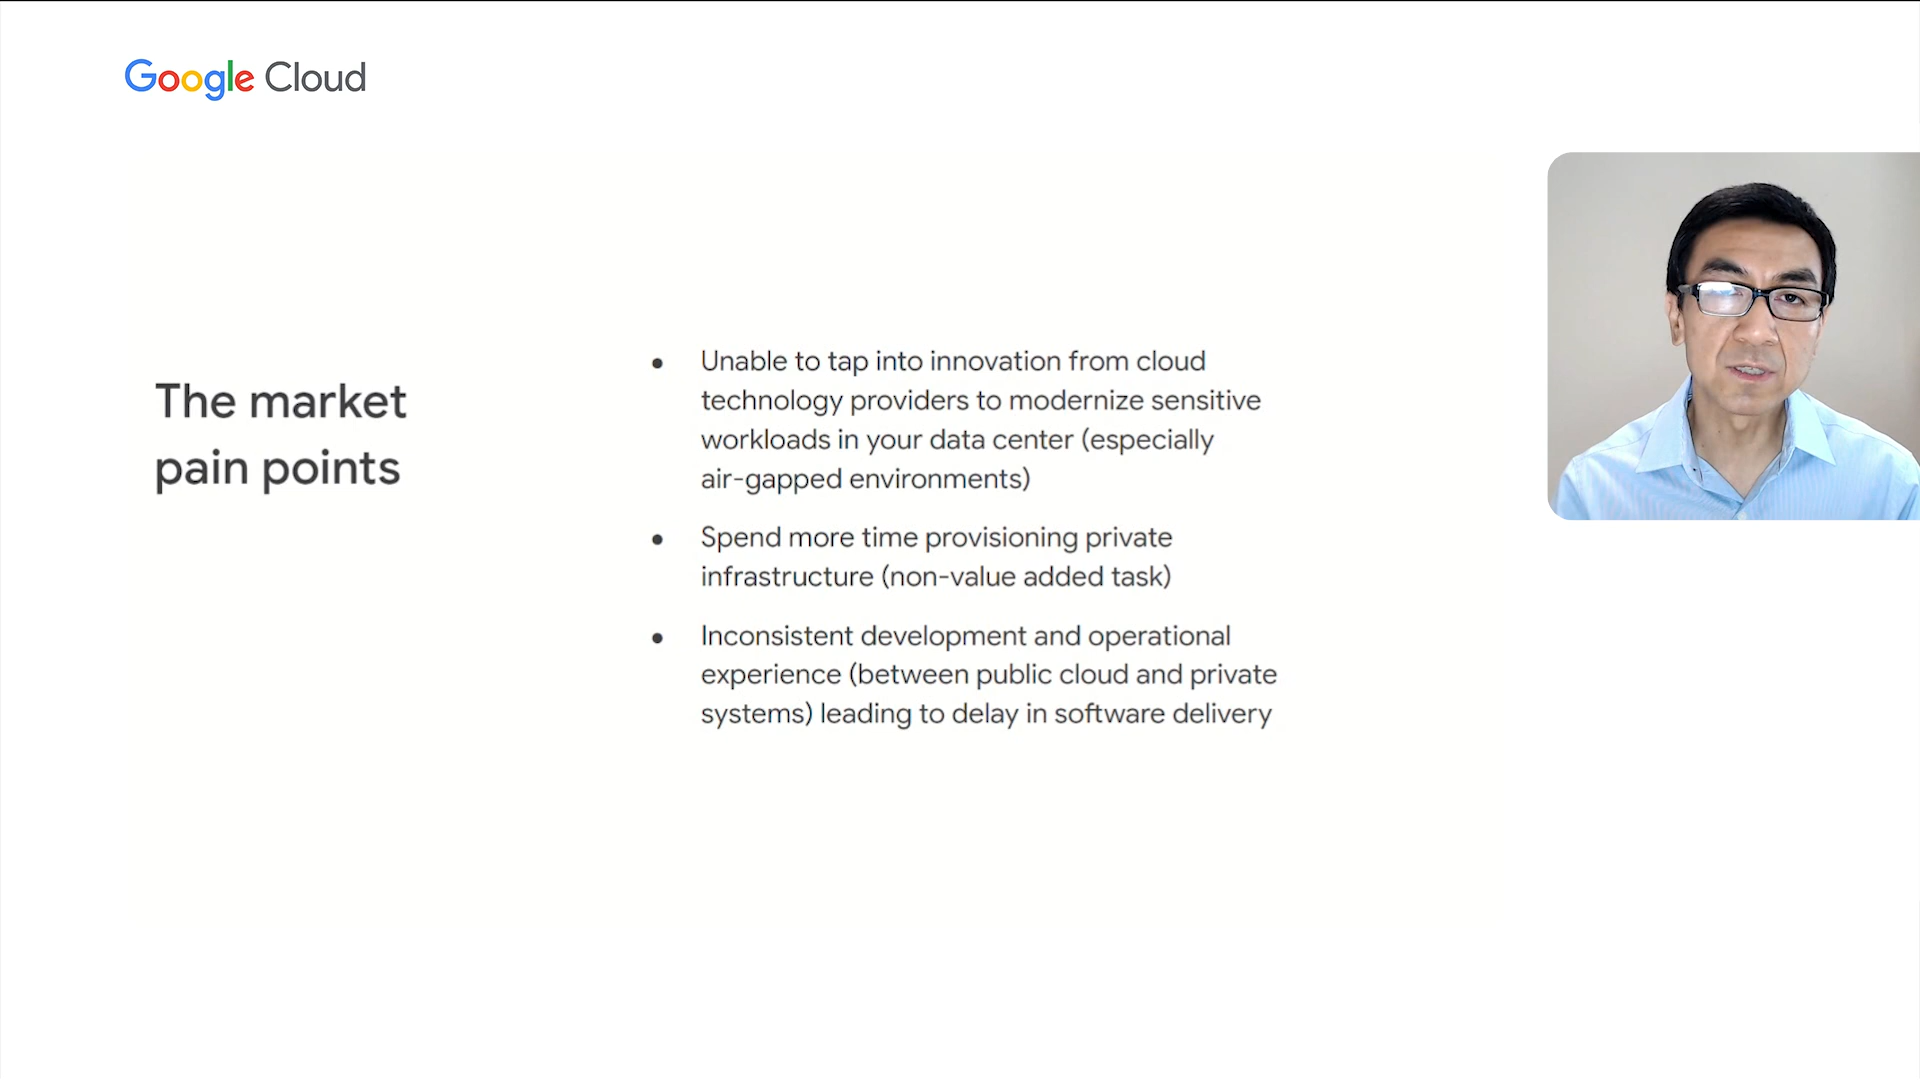 Google Cloud
The market
pain points
• Unable to tap into innovation from cloud
technology providers to modernize sensitive
workloads in your data center (especially
air-gapped environments)
• Spend more time provisioning private
infrastructure (non-value added task)
• Inconsistent development and operational
experience (between public cloud and private
systems) leading to delay in software delivery